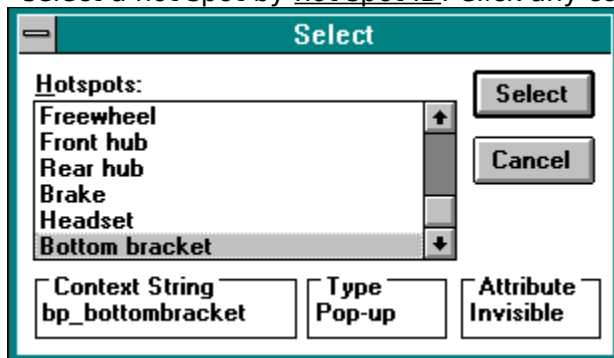 Select a hot spot by hot spot ID. Click any
Select
Hotspots:
Select
Freewheel
Front hub
Rear hub
Cancel
Brake
Headset
Bottom bracket
Context String
bp_bottombracket
Type
Pop-up
Attribute
Invisible